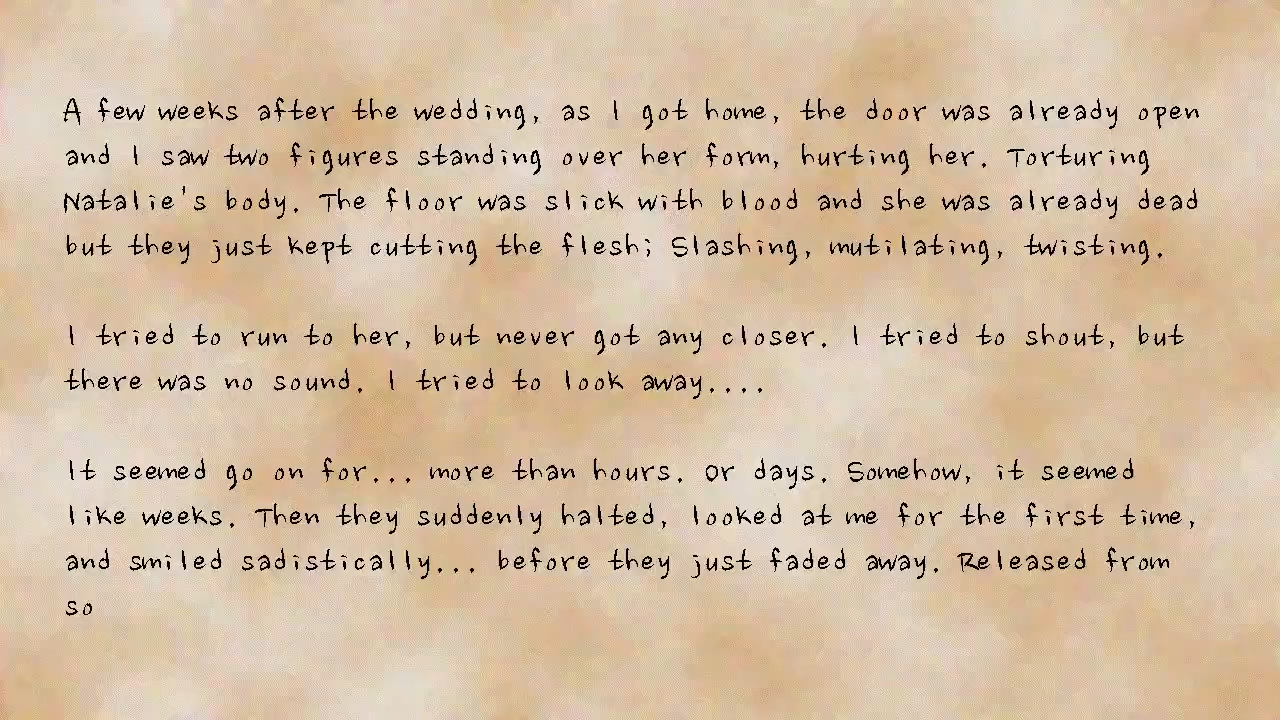 A few weeks after the wedding, as I got home, the door was already open
and I saw two figures standing over her form, hurting her. Torturing
Natalie's body. The floor was slick with blood and she was already dead
but they just kept cutting the flesh; Slashing, mutilating, twisting.
I tried to run to her, but never got any closer. I tried to shout, but
there was no sound. I tried to look away....
It seemed go on for... more than hours. Or days. Somehow, it seemed
like weeks. Then they suddenly halted, looked at me for the first time,
and smiled sadistically... before they just faded away. Released from
so